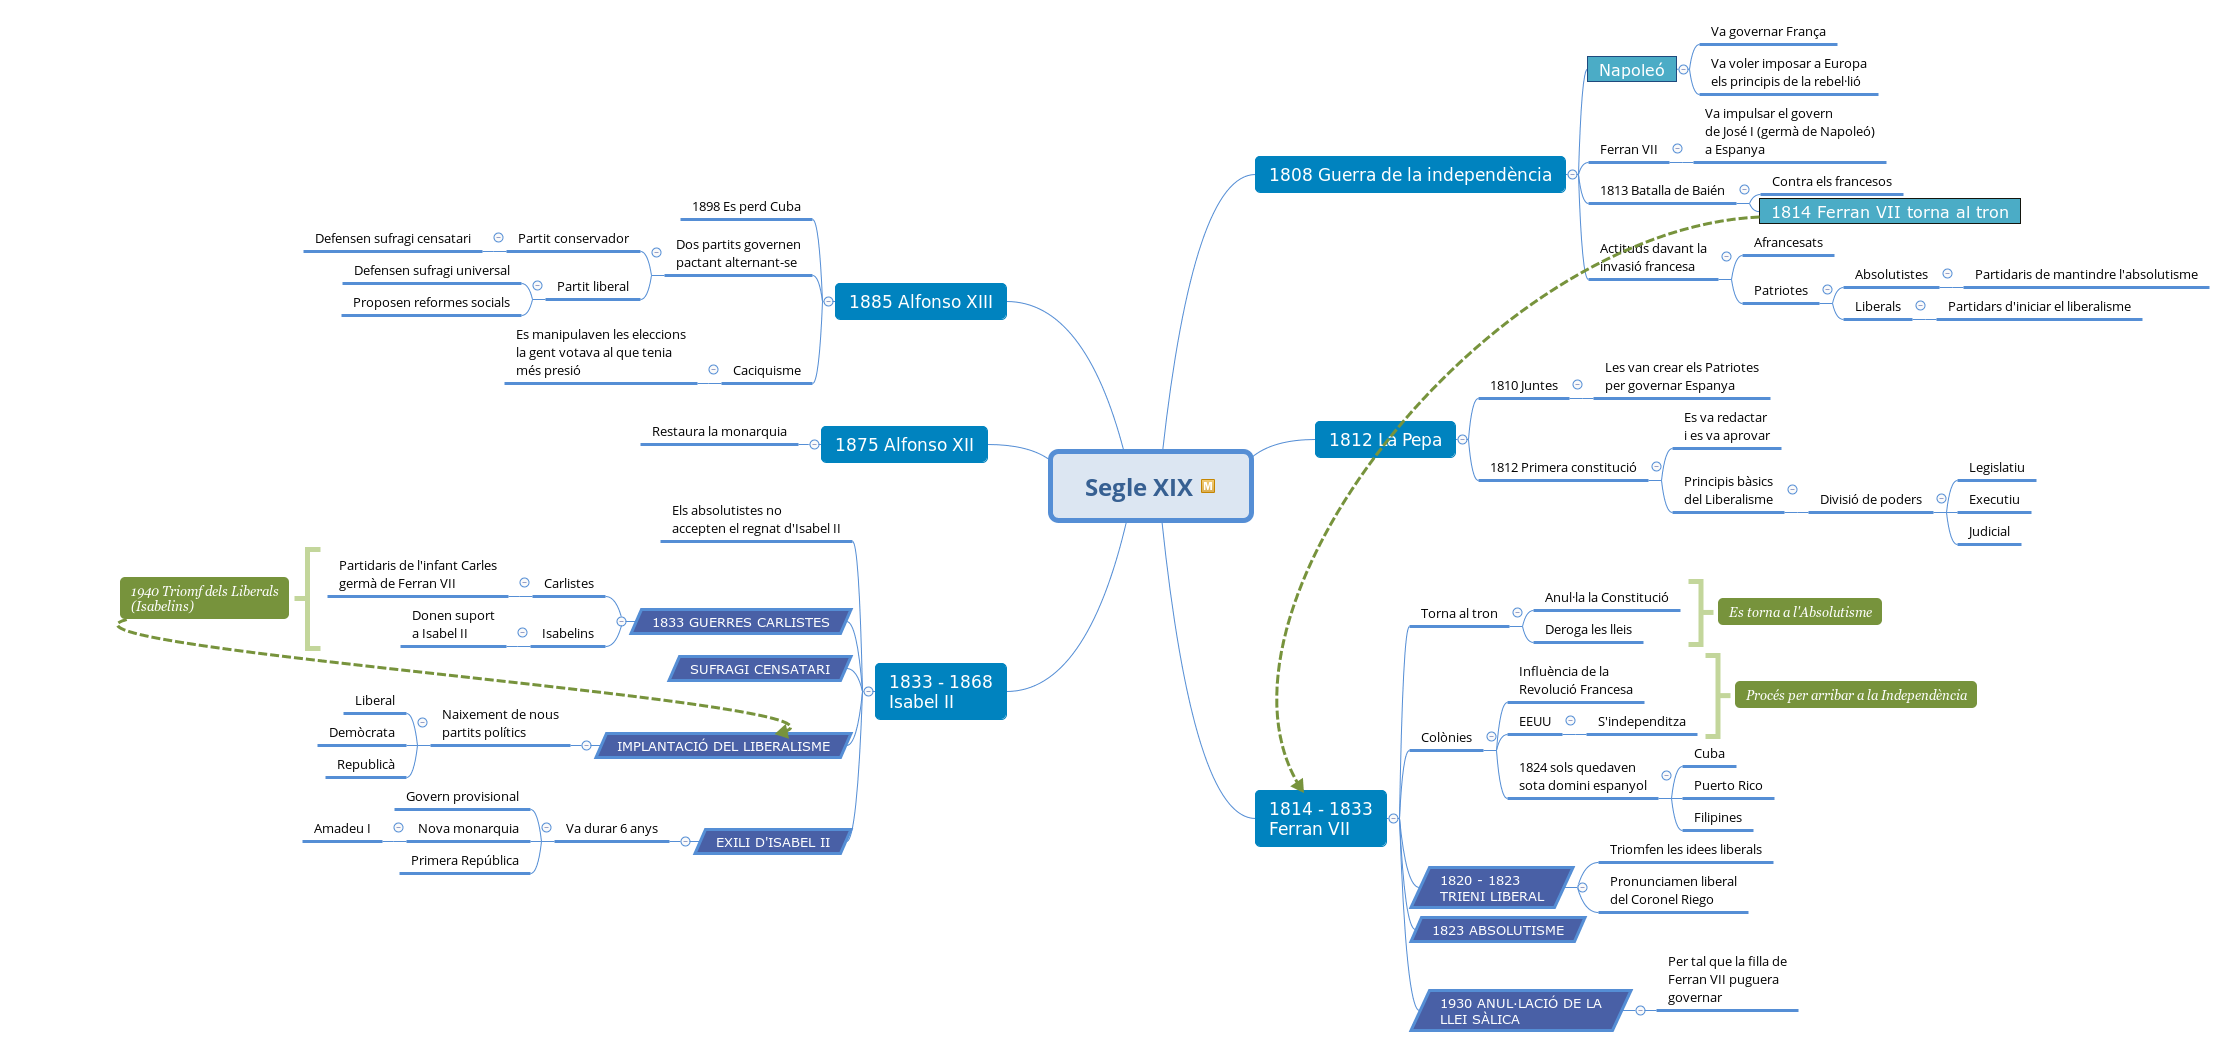 Segle XIX
M
1808 Guerra de la independència
Napoleó
Va governar França
Va voler imposar a Europa
els principis de la rebel·lió
Ferran VII
Va impulsar el govern
de José I (germà de Napoleó)
a Espanya
1813 Batalla de Baién
Contra els francesos
1814 Ferran VII torna al tron
Actituds davant la
invasió francesa
Afrancesats
Patriotes
Absolutistes
Partidaris de mantindre l'absolutisme
Liberals
Partidars d'iniciar el liberalisme
1812 La Pepa
1810 Juntes
Les van crear els Patriotes
per governar Espanya
1812 Primera constitució
Es va redactar
i es va aprovar
Principis bàsics
del Liberalisme
Divisió de poders
Legislatiu
Executiu
Judicial
1814 - 1833
Ferran VII
Torna al tron
Anul·la la Constitució
Deroga les lleis
Es torna a l'Absolutisme
Colònies
Influència de la
Revolució Francesa
EEUU
S'independitza
Procés per arribar a la Independència
1824 sols quedaven
sota domini espanyol
Cuba
Puerto Rico
Filipines
1820 - 1823
TRIENI LIBERAL
Triomfen les idees liberals
Pronunciamen liberal
del Coronel Riego
1823 ABSOLUTISME
1930 ANUL·LACIÓ DE LA
LLEI SÀLICA
Per tal que la filla de
Ferran VII puguera
governar
1885 Alfonso XIII
1898 Es perd Cuba
Dos partits governen
pactant alternant-se
Partit conservador
Defensen sufragi censatari
Partit liberal
Defensen sufragi universal
Proposen reformes socials
Caciquisme
Es manipulaven les eleccions
la gent votava al que tenia
més presió
1875 Alfonso XII
Restaura la monarquia
1833 - 1868
Isabel II
Els absolutistes no
accepten el regnat d'Isabel II
1833 GUERRES CARLISTES
Carlistes
Partidaris de l'infant Carles
germà de Ferran VII
Isabelins
Donen suport
a Isabel II
1940 Triomf dels Liberals
(Isabelins)
SUFRAGI CENSATARI
IMPLANTACIÓ DEL LIBERALISME
Naixement de nous
partits polítics
Liberal
Demòcrata
Republicà
EXILI D'ISABEL II
Va durar 6 anys
Govern provisional
Nova monarquia
Amadeu I
Primera República